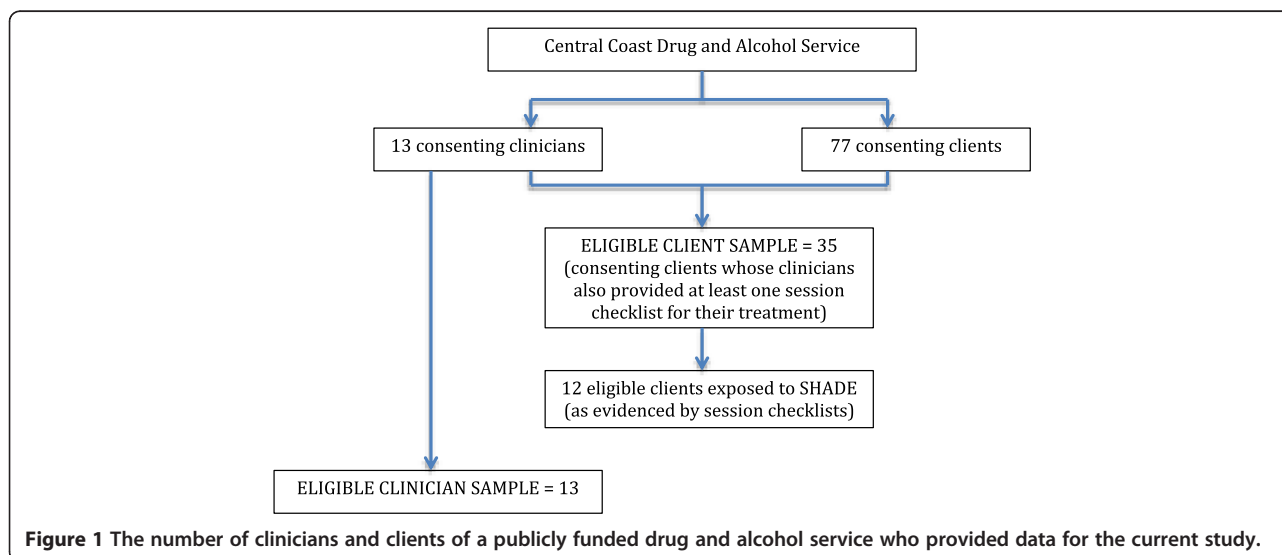 Central Coast Drug and Alcohol Service
13 consenting clinicians
77 consenting clients
ELIGIBLE CLIENT SAMPLE = 35
(consenting clients whose clinicians
also provided at least one session
checklist for their treatment)
12 eligible clients exposed to SHADE
(as evidenced by session checklists)
ELIGIBLE CLINICIAN SAMPLE = 13
Figure 1 The number of clinicians and clients of a publicly funded drug and alcohol service who provided data for the current study.